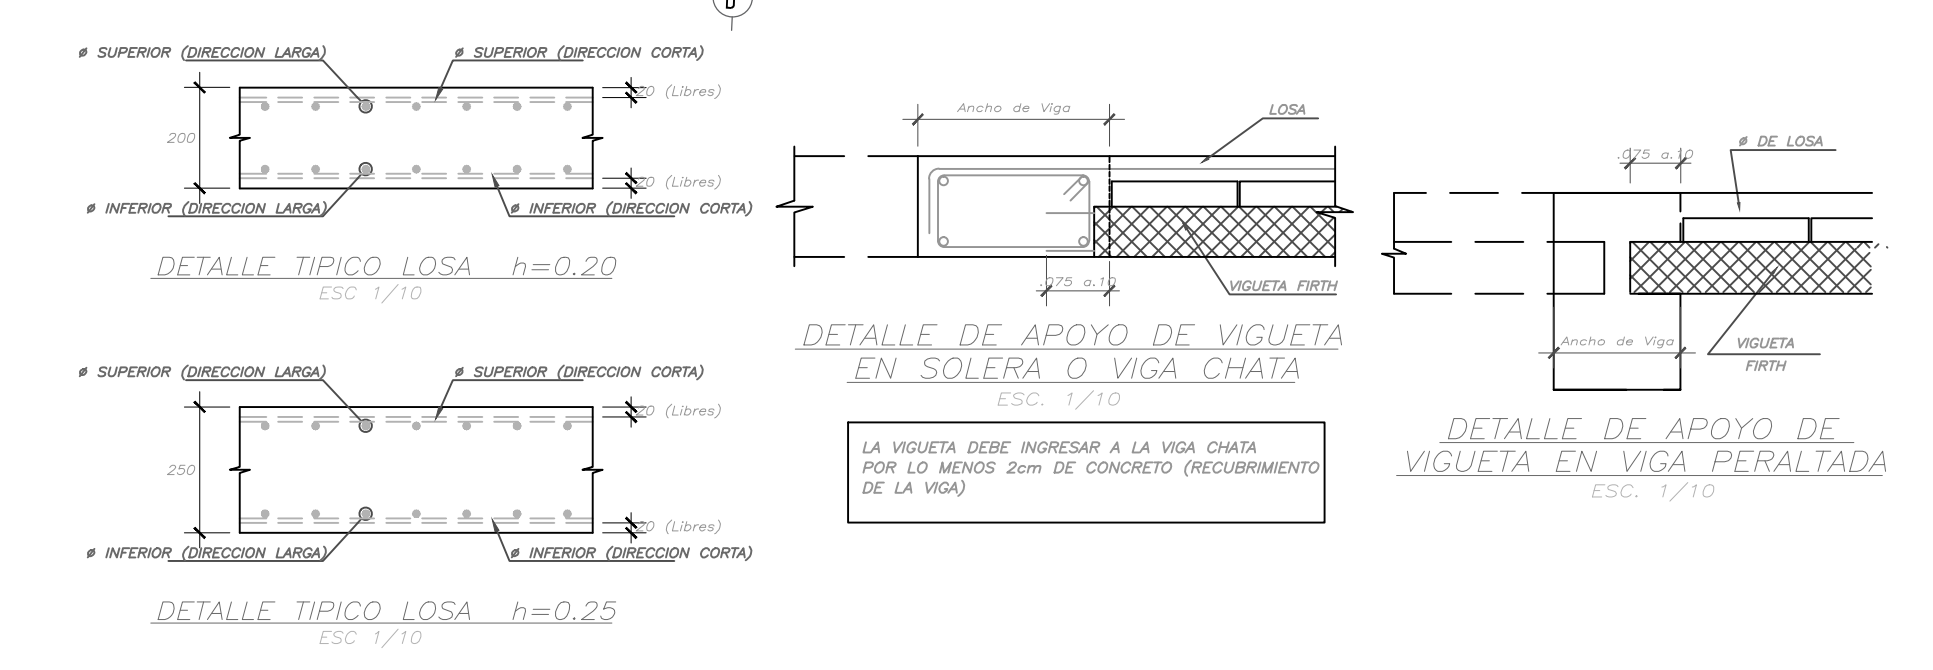 D
ø SUPERIOR (DIRECCION LARGA)
ø SUPERIOR (DIRECCION CORTA)
20 (Libres)
200
20 (Libres)
ø INFERIOR (DIRECCION LARGA)
ø INFERIOR (DIRECCION CORTA)
DETALLE TIPICO LOSA h=0.20
ESC 1/10
ø SUPERIOR (DIRECCION LARGA)
ø SUPERIOR (DIRECCION CORTA)
20 (Libres)
250
20 (Libres)
ø INFERIOR (DIRECCION LARGA)
ø INFERIOR (DIRECCION CORTA)
DETALLE TIPICO LOSA h=0.25
ESC 1/10
Ancho de Viga
LOSA
.075 a.10
VIGUETA FIRTH
DETALLE DE APOYO DE VIGUETA
EN SOLERA O VIGA CHATA
ESC. 1/10
LA VIGUETA DEBE INGRESAR A LA VIGA CHATA
POR LO MENOS 2cm DE CONCRETO (RECUBRIMIENTO
DE LA VIGA)
ø DE LOSA
.075 a.10
Ancho de Viga
VIGUETA
FIRTH
DETALLE DE APOYO DE
VIGUETA EN VIGA PERALTADA
ESC. 1/10